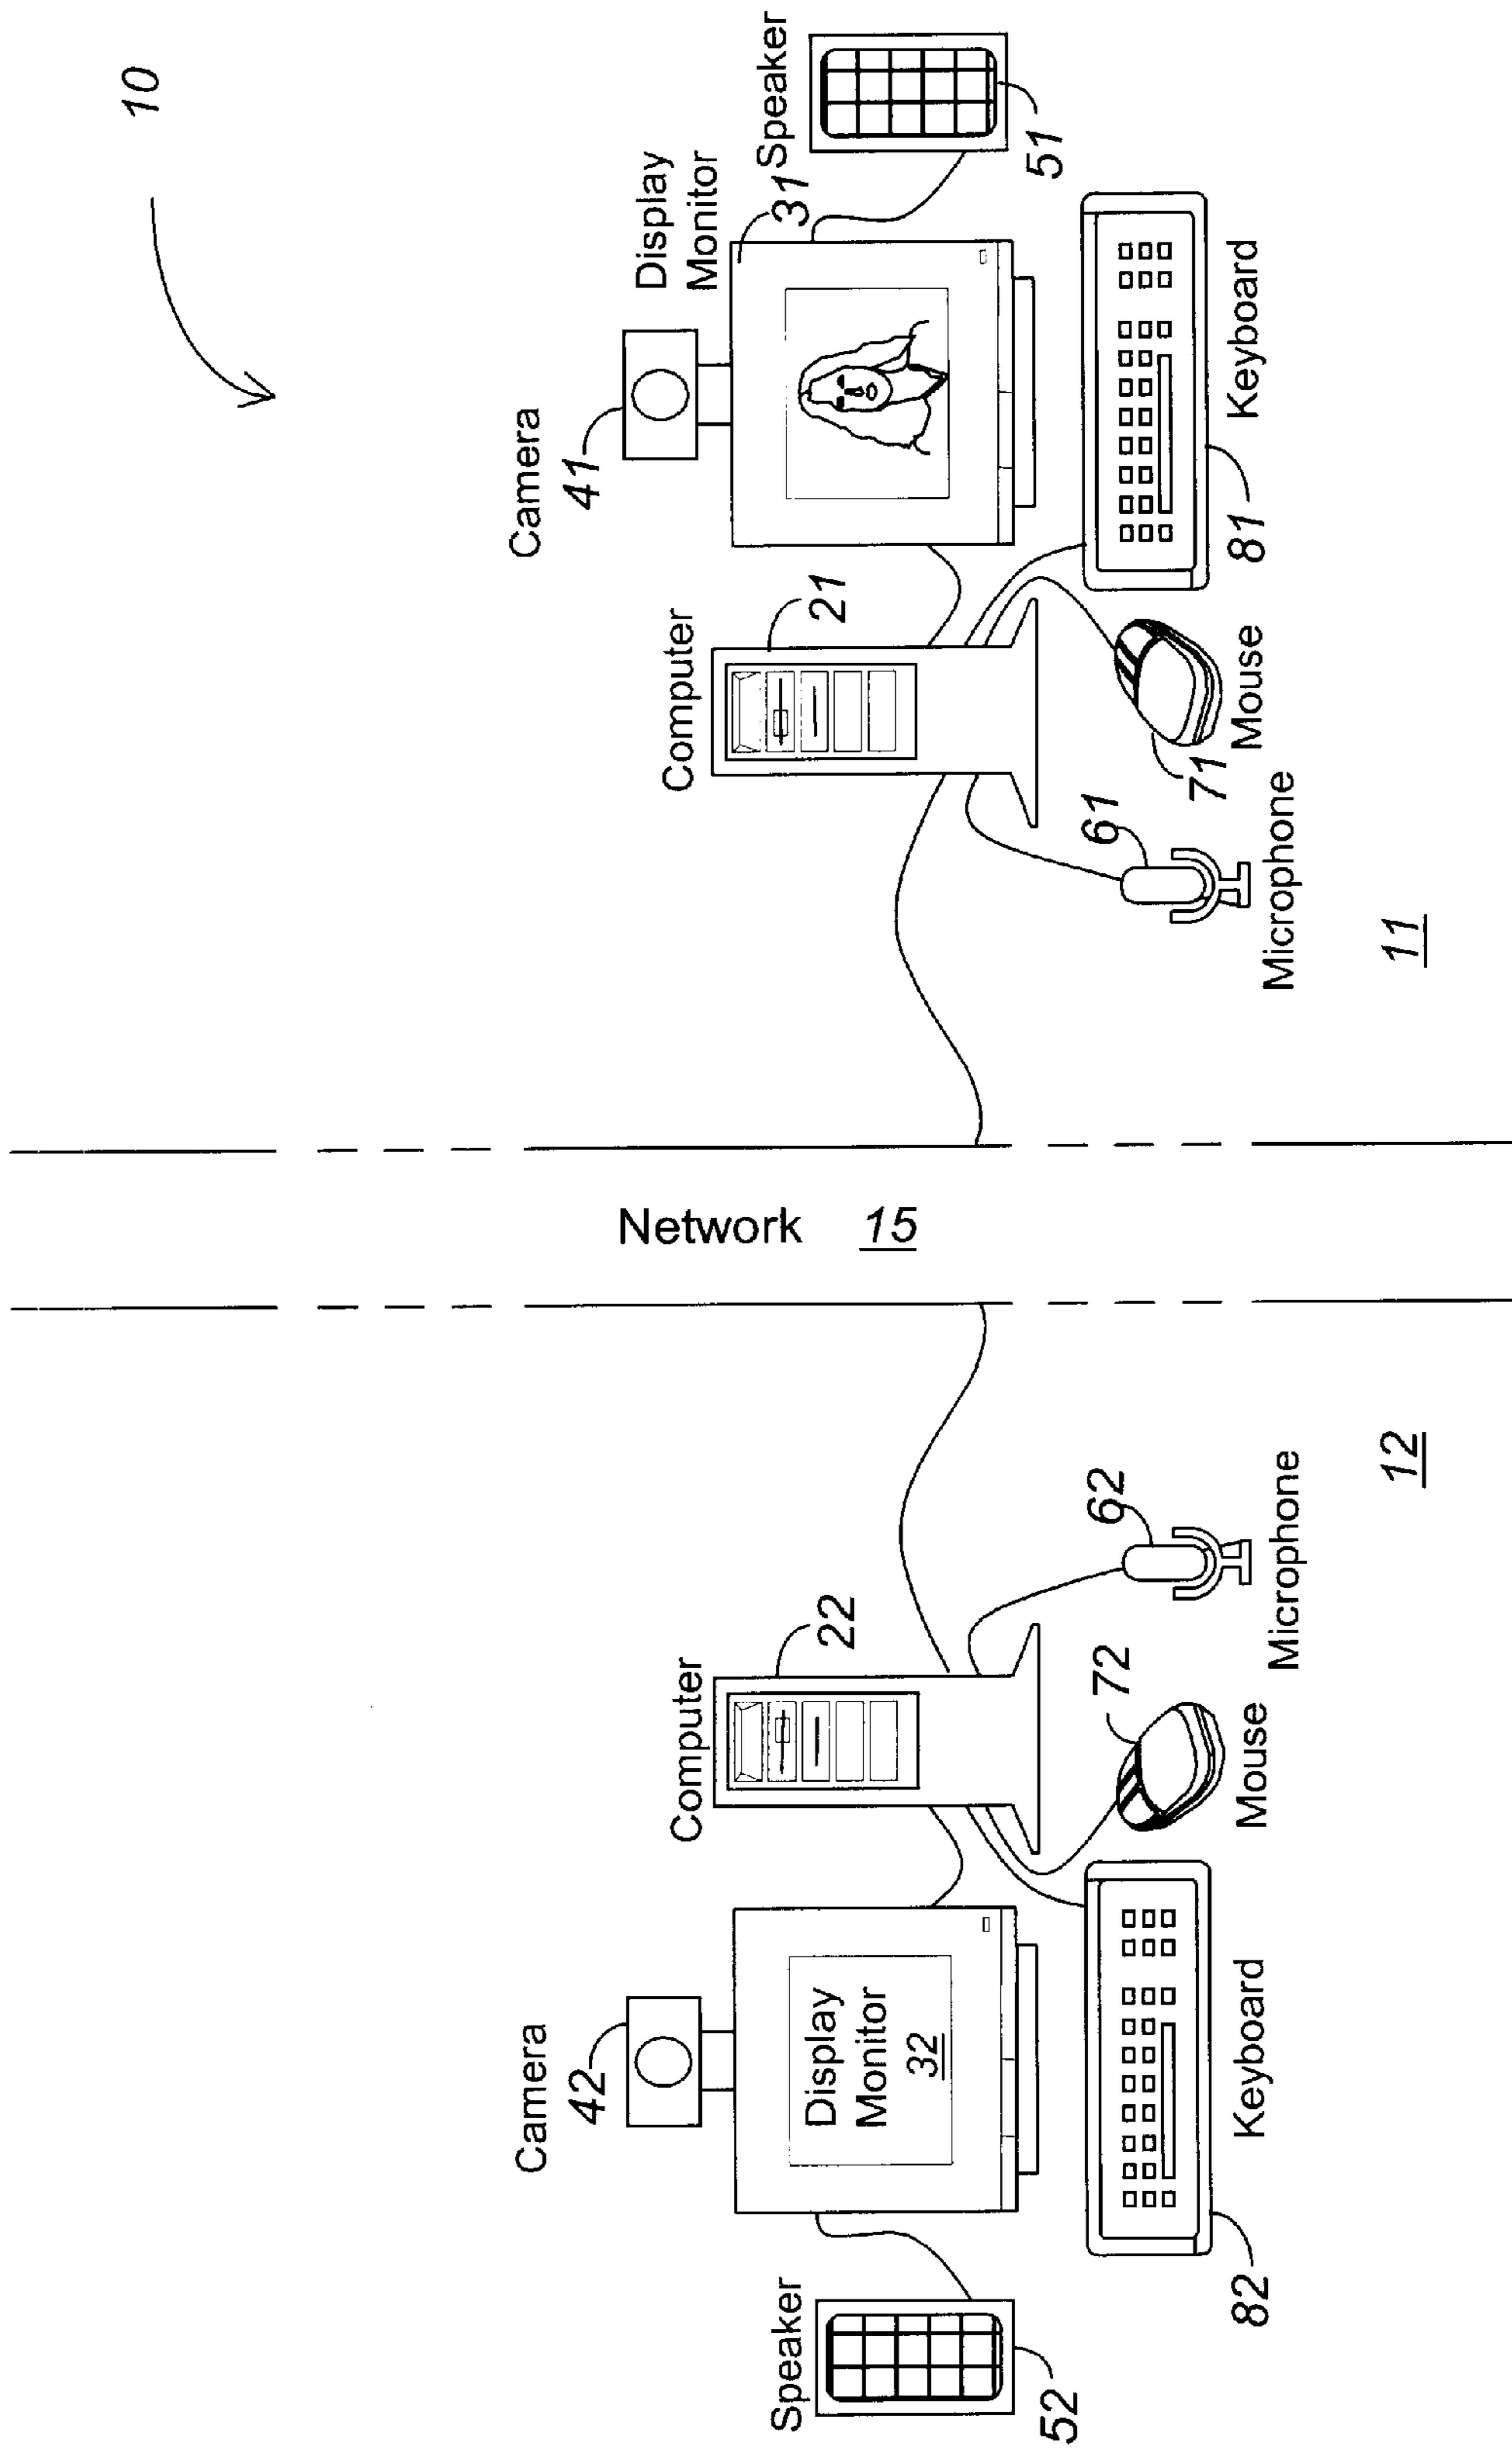 10
Camera
42
Speaker
52
Display
Monitor
32
Computer
22
Keyboard
82
Mouse
72
Microphone
62
12
Network 15
Camera
41
Display
Monitor
31
Speaker
51
Computer
21
Microphone
61
Mouse
71
Keyboard
81
11